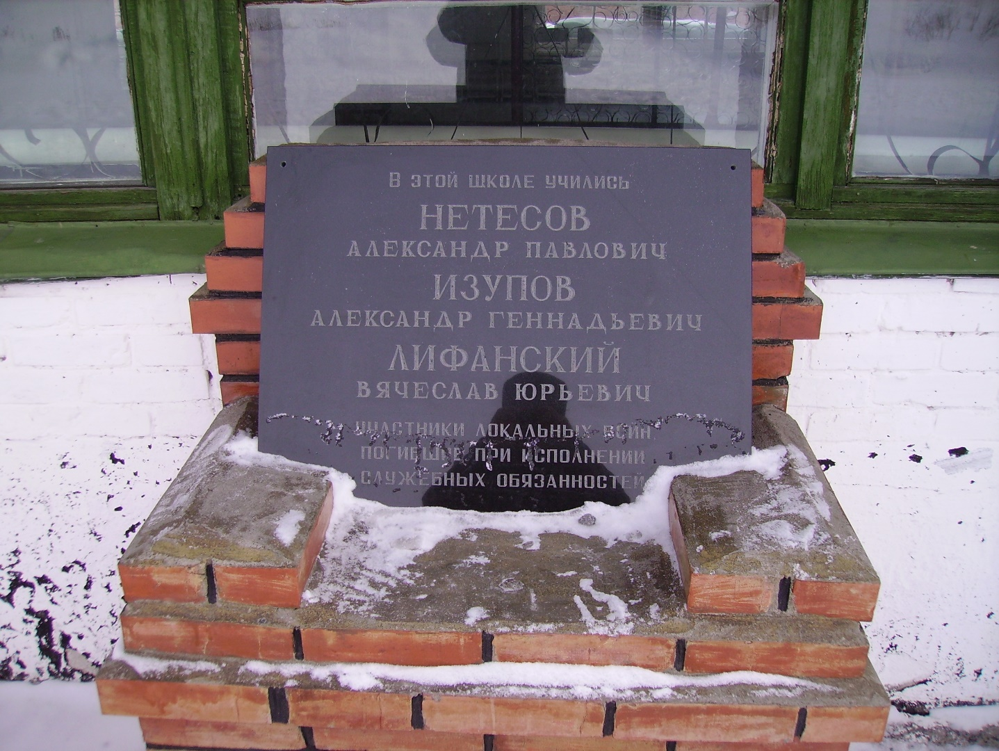 В ЭТОЙ ШКОЛЕ УЧИЛИСЬ
НЕТЕСОВ
АЛЕКСАНДР ПАВЛОВИЧ
ИЗУПОВ
АЛЕКСАНДР ГЕННАДЬЕВИЧ
ЛИФАНСКИЙ
ВЯЧЕСЛАВ ЮРЬЕВИЧ
УЧАСТНИКИ ЛОКАЛЬНЫХ ВОЙН,
ПОГИБШИЕ ПРИ ИСПОЛНЕНИИ
СЛУЖЕБНЫХ ОБЯЗАННОСТЕЙ